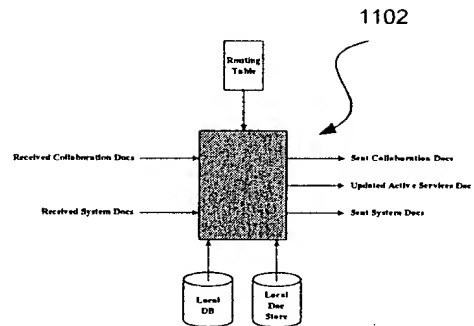 1102
Routing
Table
Received Collaboration Docs
Sent Collaboration Docs
Updated Active Services Doc
Received System Docs
Sent System Docs
Local
DB
Local
Doc
Store